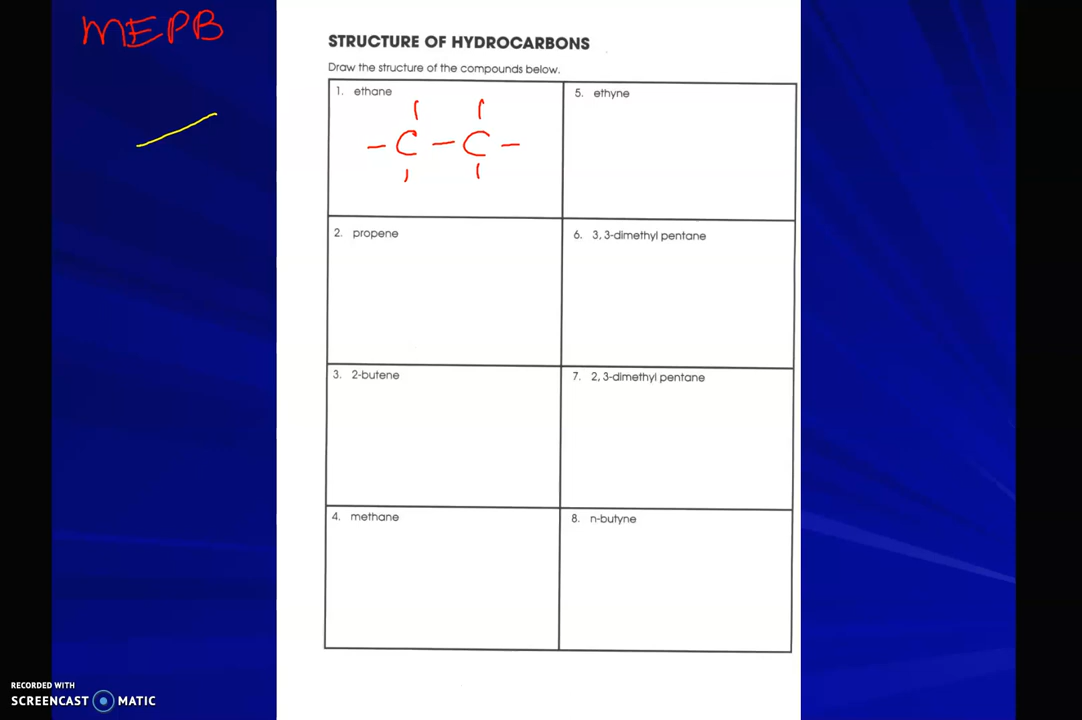 MEPB
STRUCTURE OF HYDROCARBONS
Draw the structure of the compounds below.
1. ethane
- C - C -
2. propene
3. 2-butene
4. methane
5. ethyne
6. 3, 3-dimethyl pentane
7. 2, 3-dimethyl pentane
8. n-butyne
RECORDED WITH
SCREENCAST MATIC